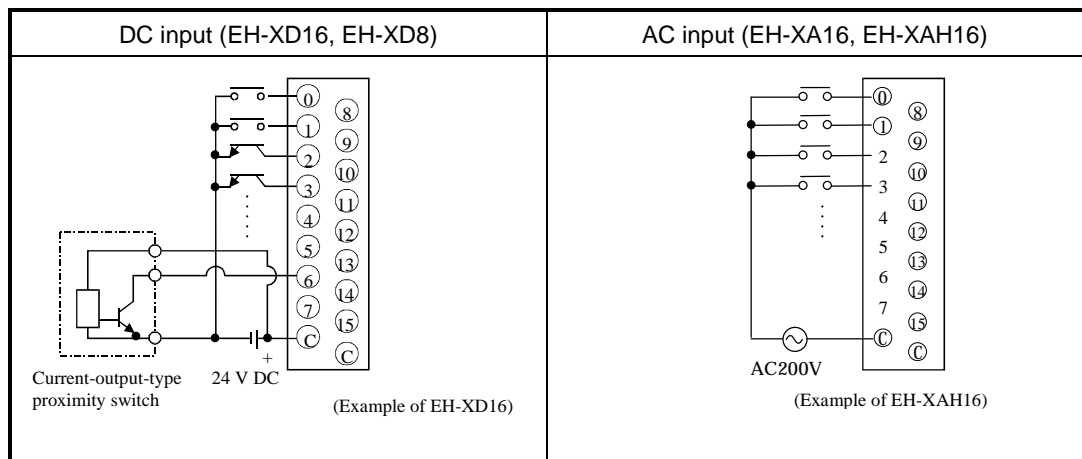 DC input (EH-XD16, EH-XD8)
0
1
2
3
4
5
6
7
C
8
9
10
11
12
13
14
15
C
+
24 V DC
Current-output-type
proximity switch
(Example of EH-XD16)
AC input (EH-XA16, EH-XAH16)
0
1
2
3
4
5
6
7
C
8
9
10
11
12
13
14
15
C
AC200V
(Example of EH-XAH16)